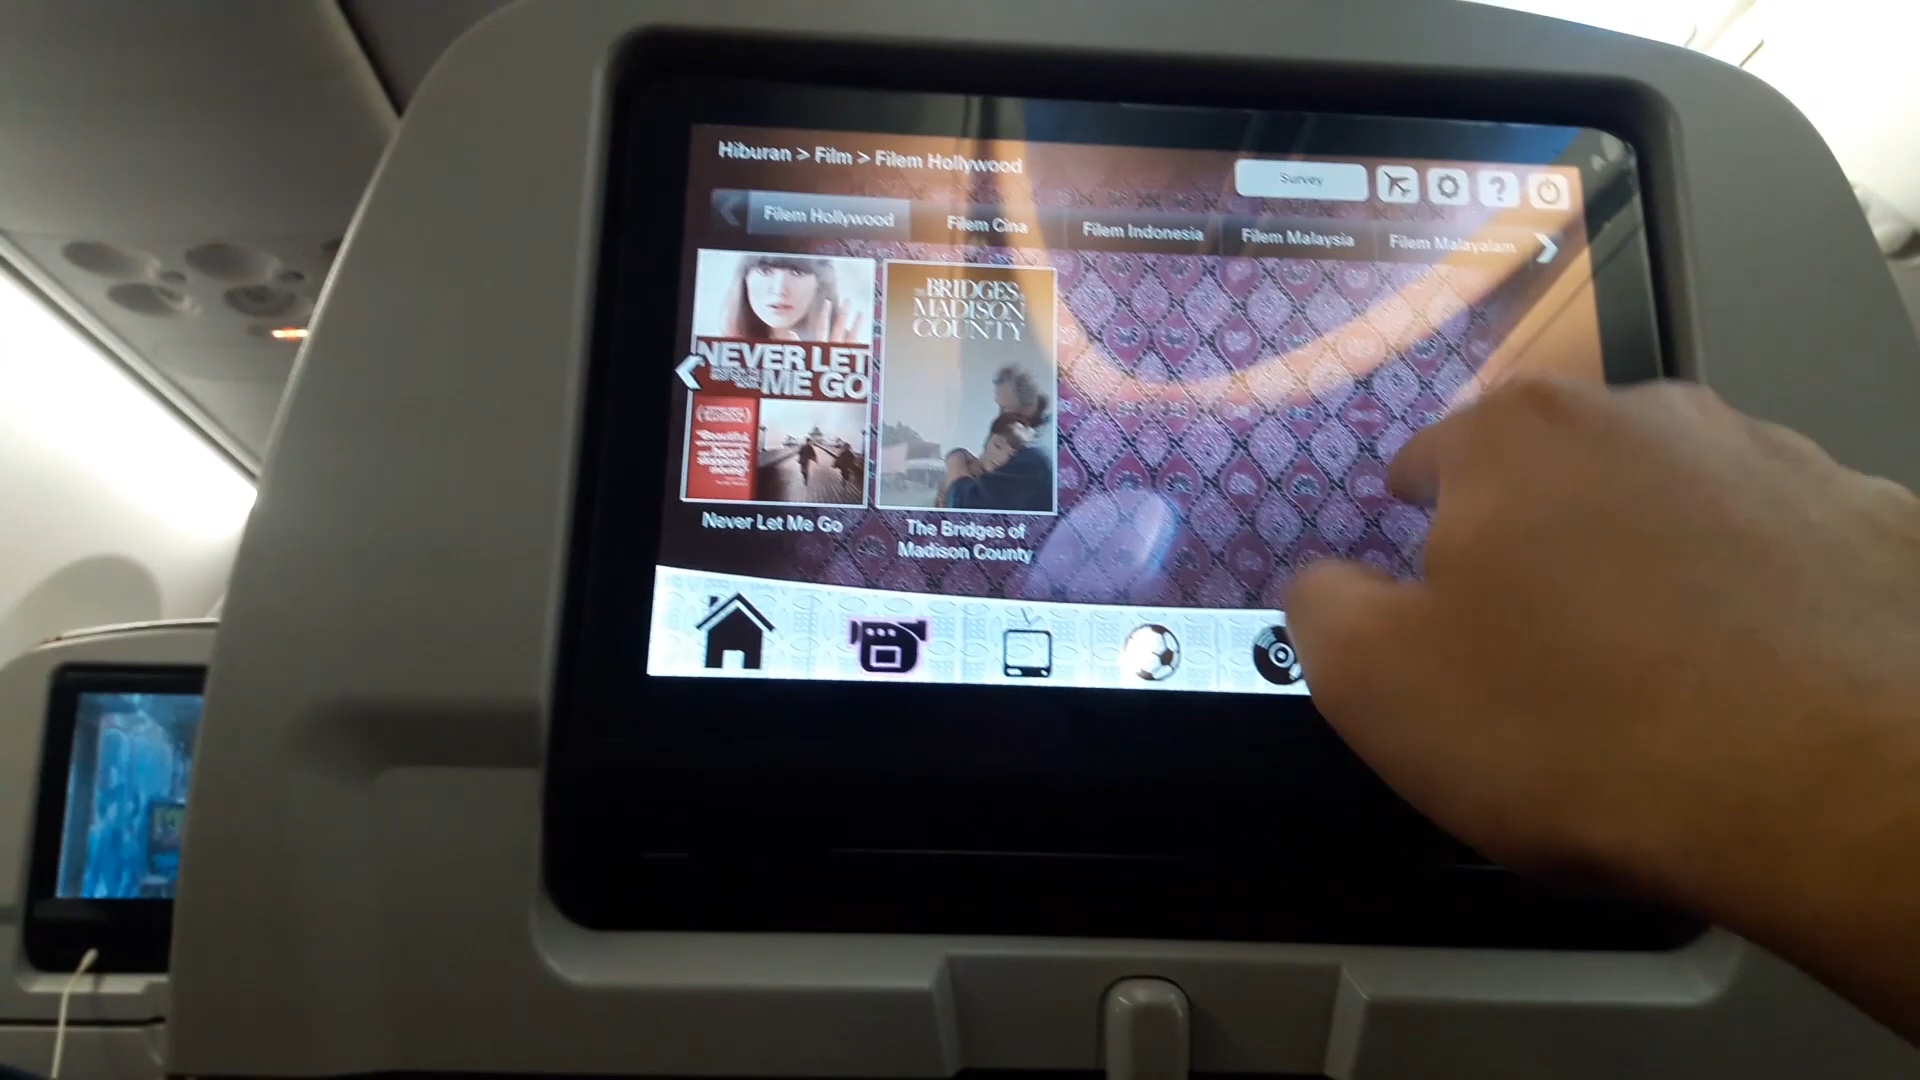 Hiburan > Film > Filem Hollywood
Survey
?
Filem Hollywood
Filem Cina
Filem Indonesia
Filem Malaysia
Filem Malayalam
NEVER LET
ME GO
THE BRIDGES OF
MADISON
COUNTY
Never Let Me Go
The Bridges of
Madison County